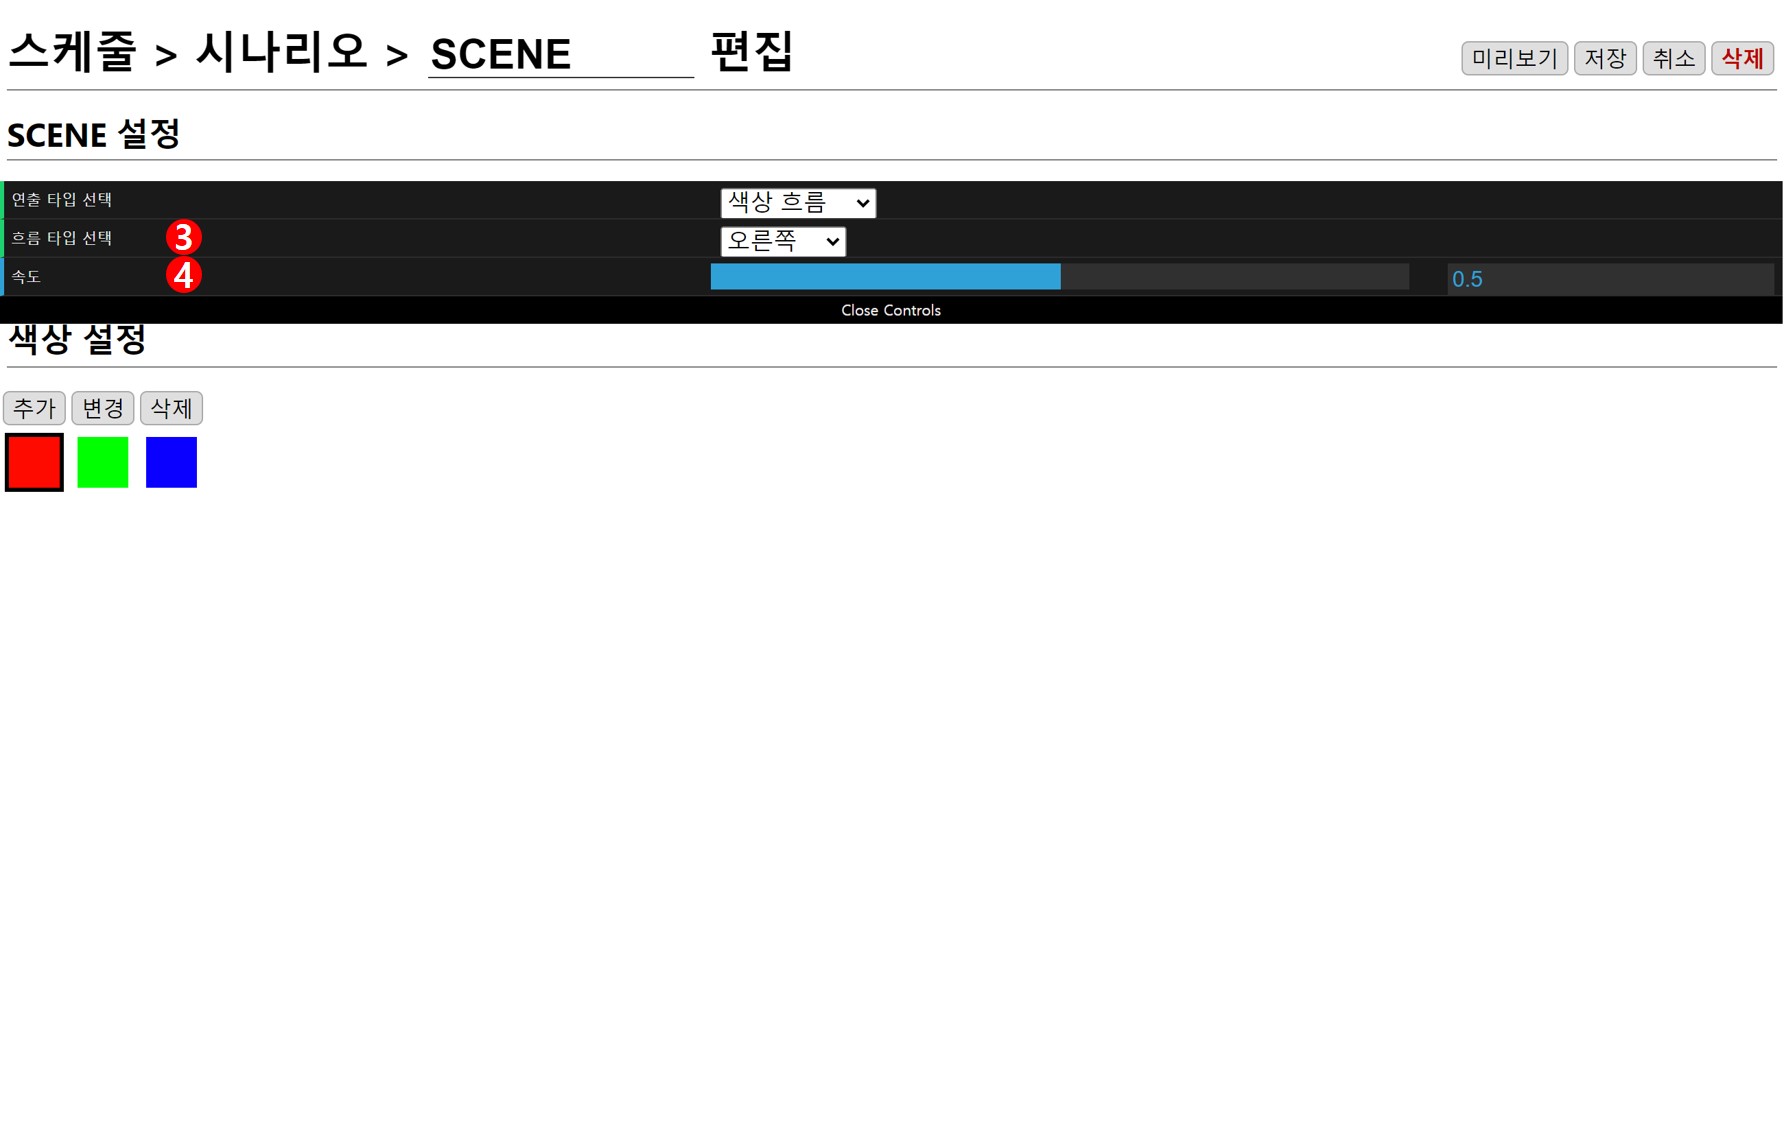 스케줄 > 시나리오 > SCENE 편집
미리보기 저장 취소 삭제
SCENE 설정
연출 타입 선택 색상 흐름
흐름 타입 선택 3 오른쪽
속도 4 0.5
Close Controls
색상 설정
추가 변경 삭제